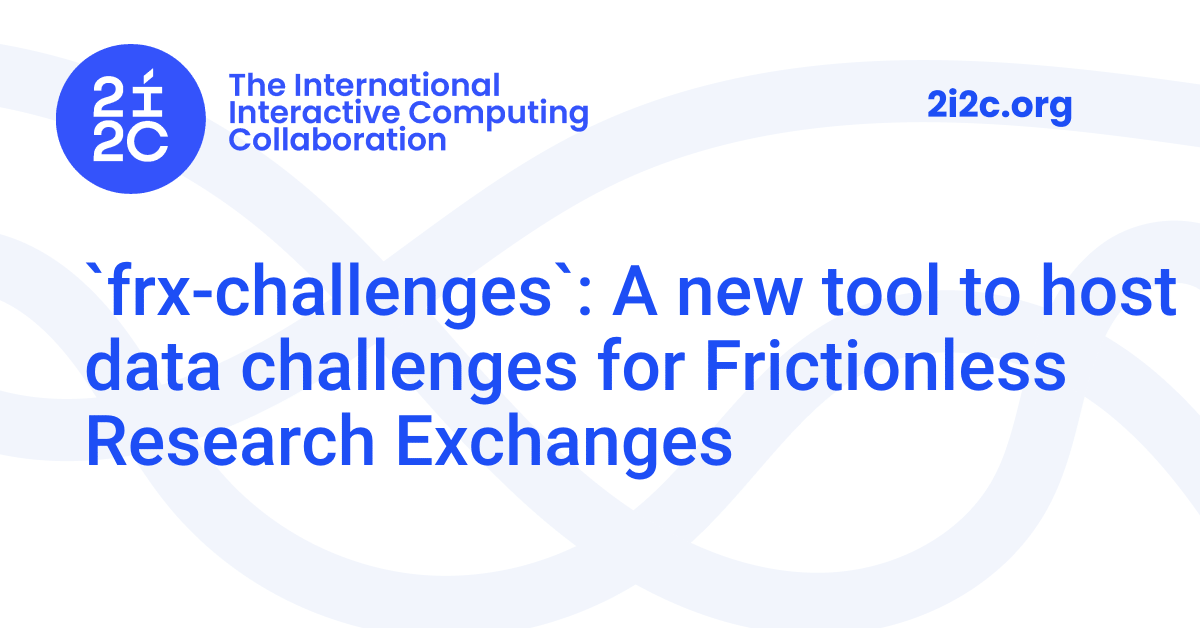 2i
2C
The International
Interactive Computing
Collaboration
2i2c.org
`frx-challenges`: A new tool to host
data challenges for Frictionless
Research Exchanges